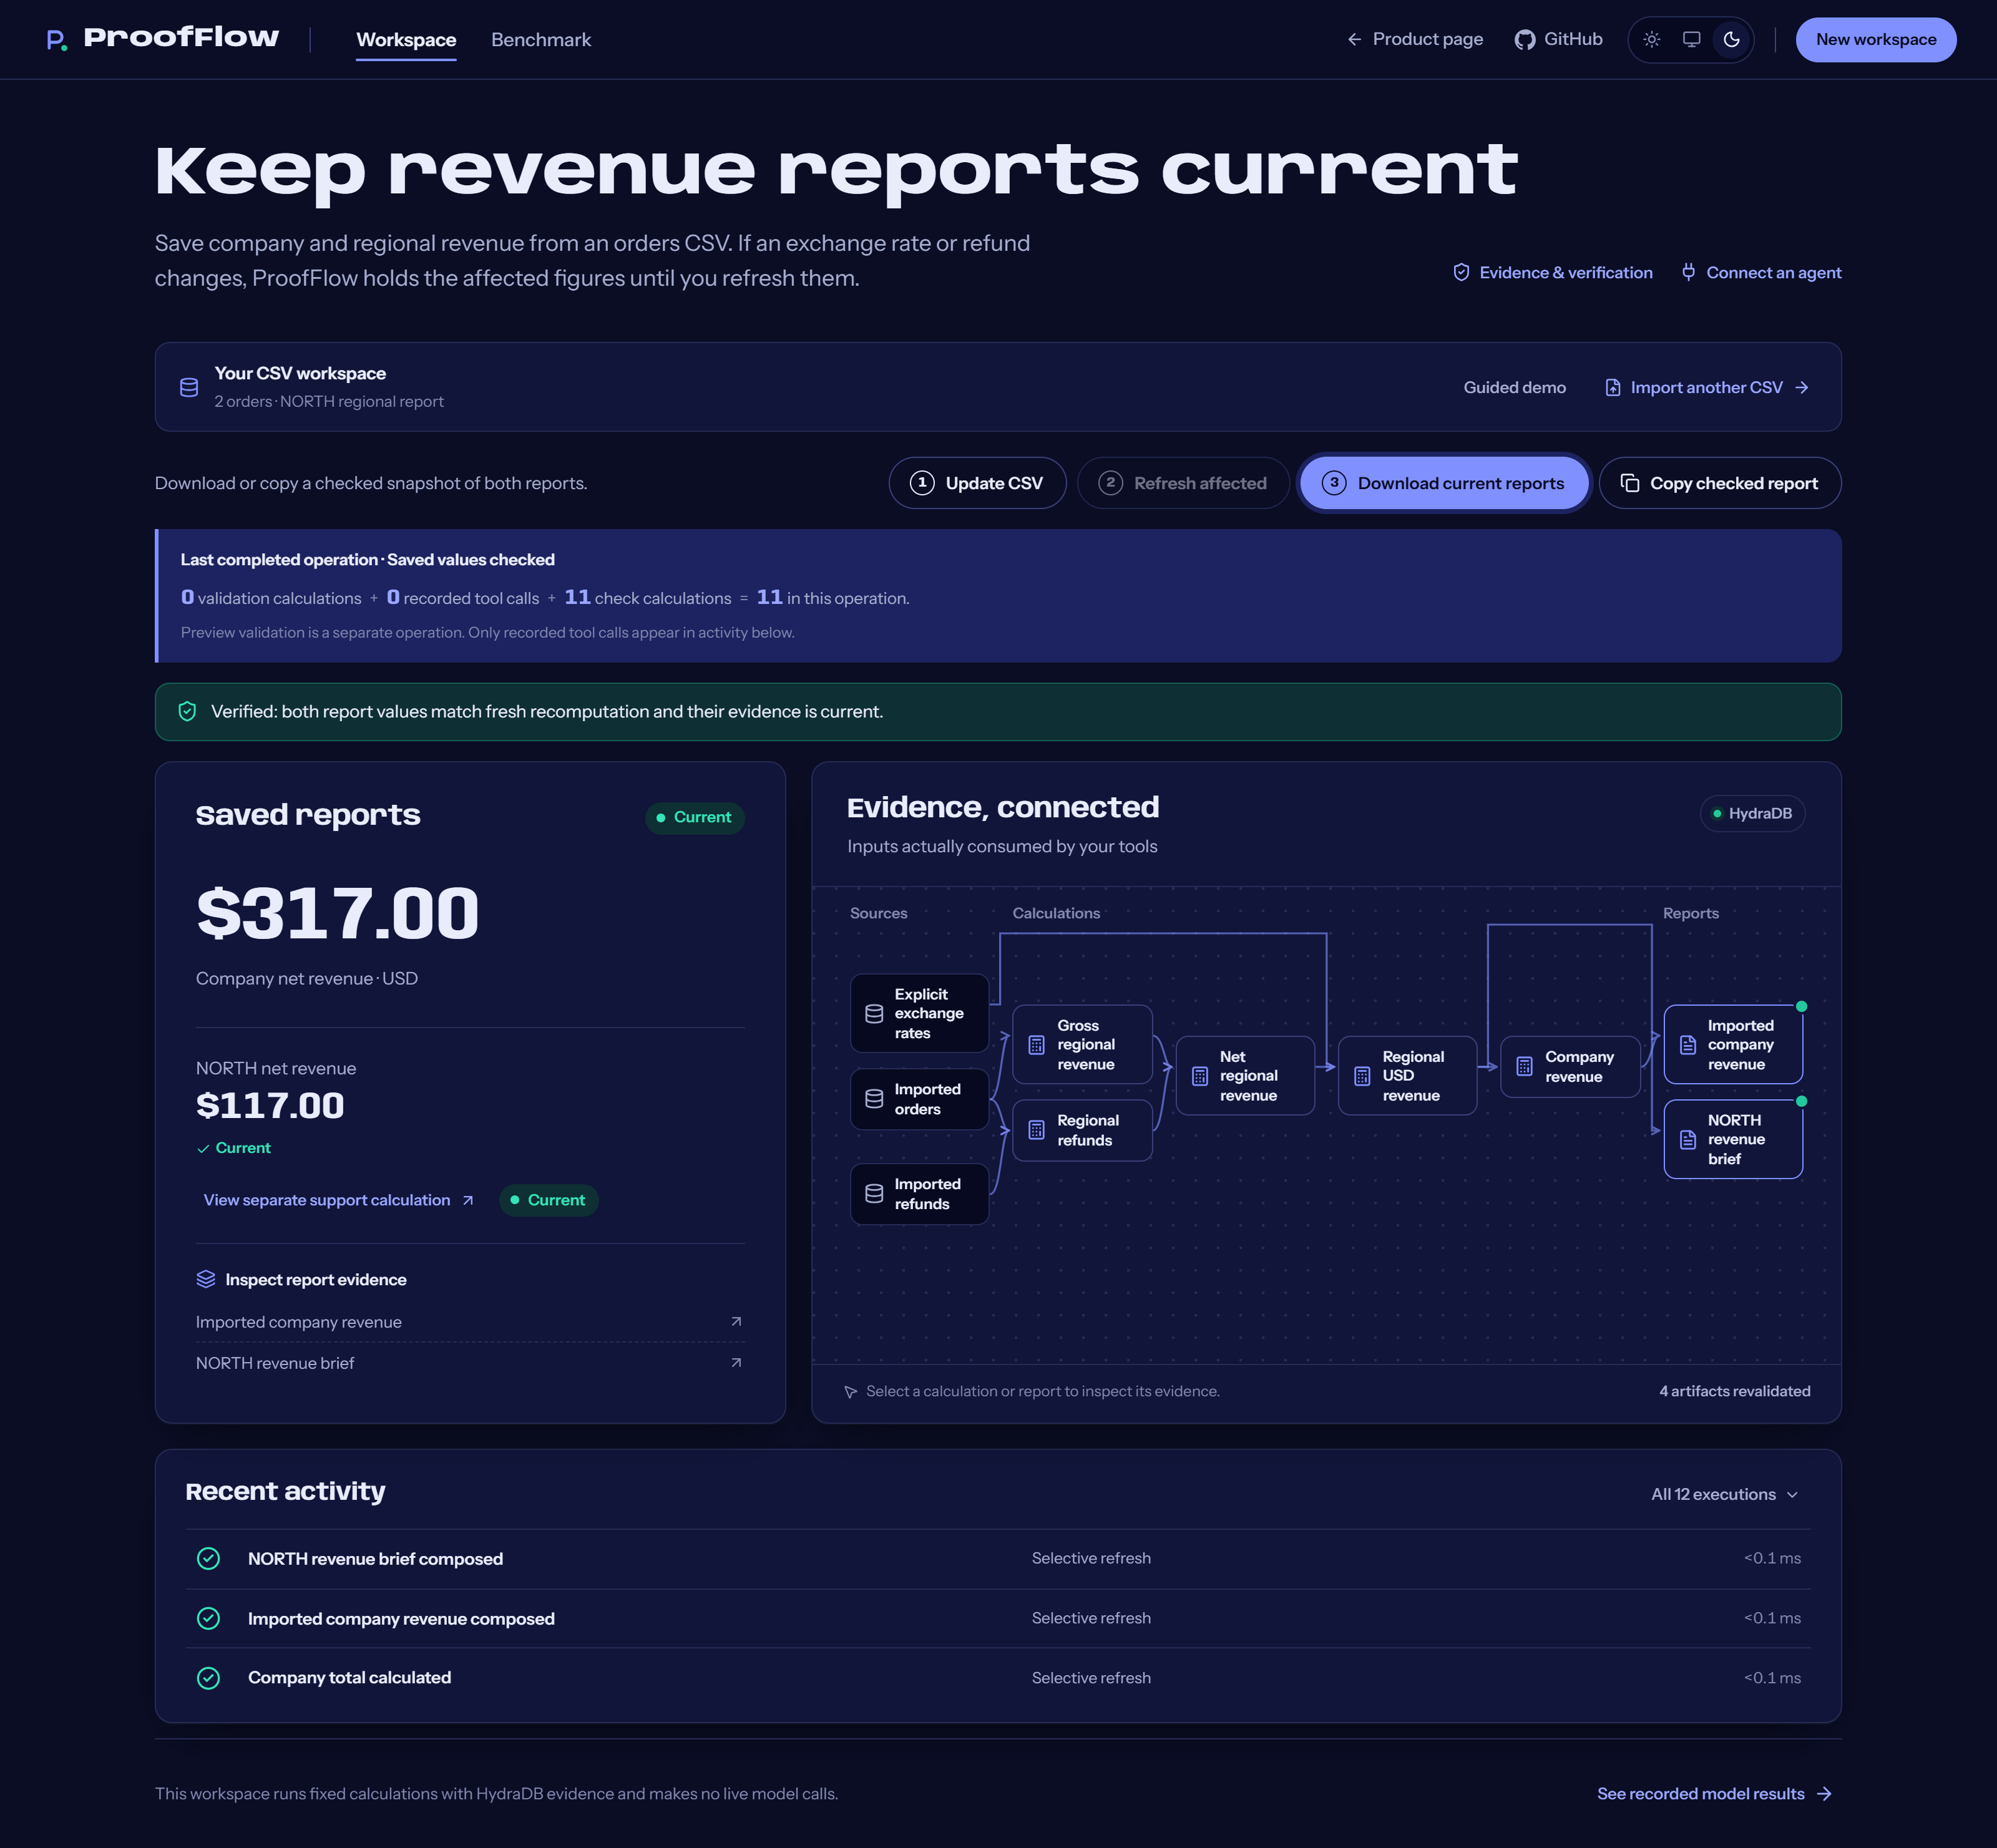 P. ProofFlow
Workspace
Benchmark
Product page
GitHub
New workspace
Keep revenue reports current
Save company and regional revenue from an orders CSV. If an exchange rate or refund
changes, ProofFlow holds the affected figures until you refresh them.
Evidence & verification
Connect an agent
Your CSV workspace
2 orders · NORTH regional report
Guided demo
Import another CSV
Download or copy a checked snapshot of both reports.
1 Update CSV
2 Refresh affected
3 Download current reports
Copy checked report
Last completed operation · Saved values checked
0 validation calculations + 0 recorded tool calls + 11 check calculations = 11 in this operation.
Preview validation is a separate operation. Only recorded tool calls appear in activity below.
Verified: both report values match fresh recomputation and their evidence is current.
Saved reports
Current
$317.00
Company net revenue · USD
NORTH net revenue
$117.00
Current
View separate support calculation
Current
Inspect report evidence
Imported company revenue
NORTH revenue brief
Evidence, connected
HydraDB
Inputs actually consumed by your tools
Sources
Calculations
Reports
Explicit
exchange
rates
Imported
orders
Imported
refunds
Gross
regional
revenue
Regional
refunds
Net
regional
revenue
Regional
USD
revenue
Company
revenue
Imported
company
revenue
NORTH
revenue
brief
Select a calculation or report to inspect its evidence.
4 artifacts revalidated
Recent activity
All 12 executions
NORTH revenue brief composed
Selective refresh
<0.1 ms
Imported company revenue composed
Selective refresh
<0.1 ms
Company total calculated
Selective refresh
<0.1 ms
This workspace runs fixed calculations with HydraDB evidence and makes no live model calls.
See recorded model results